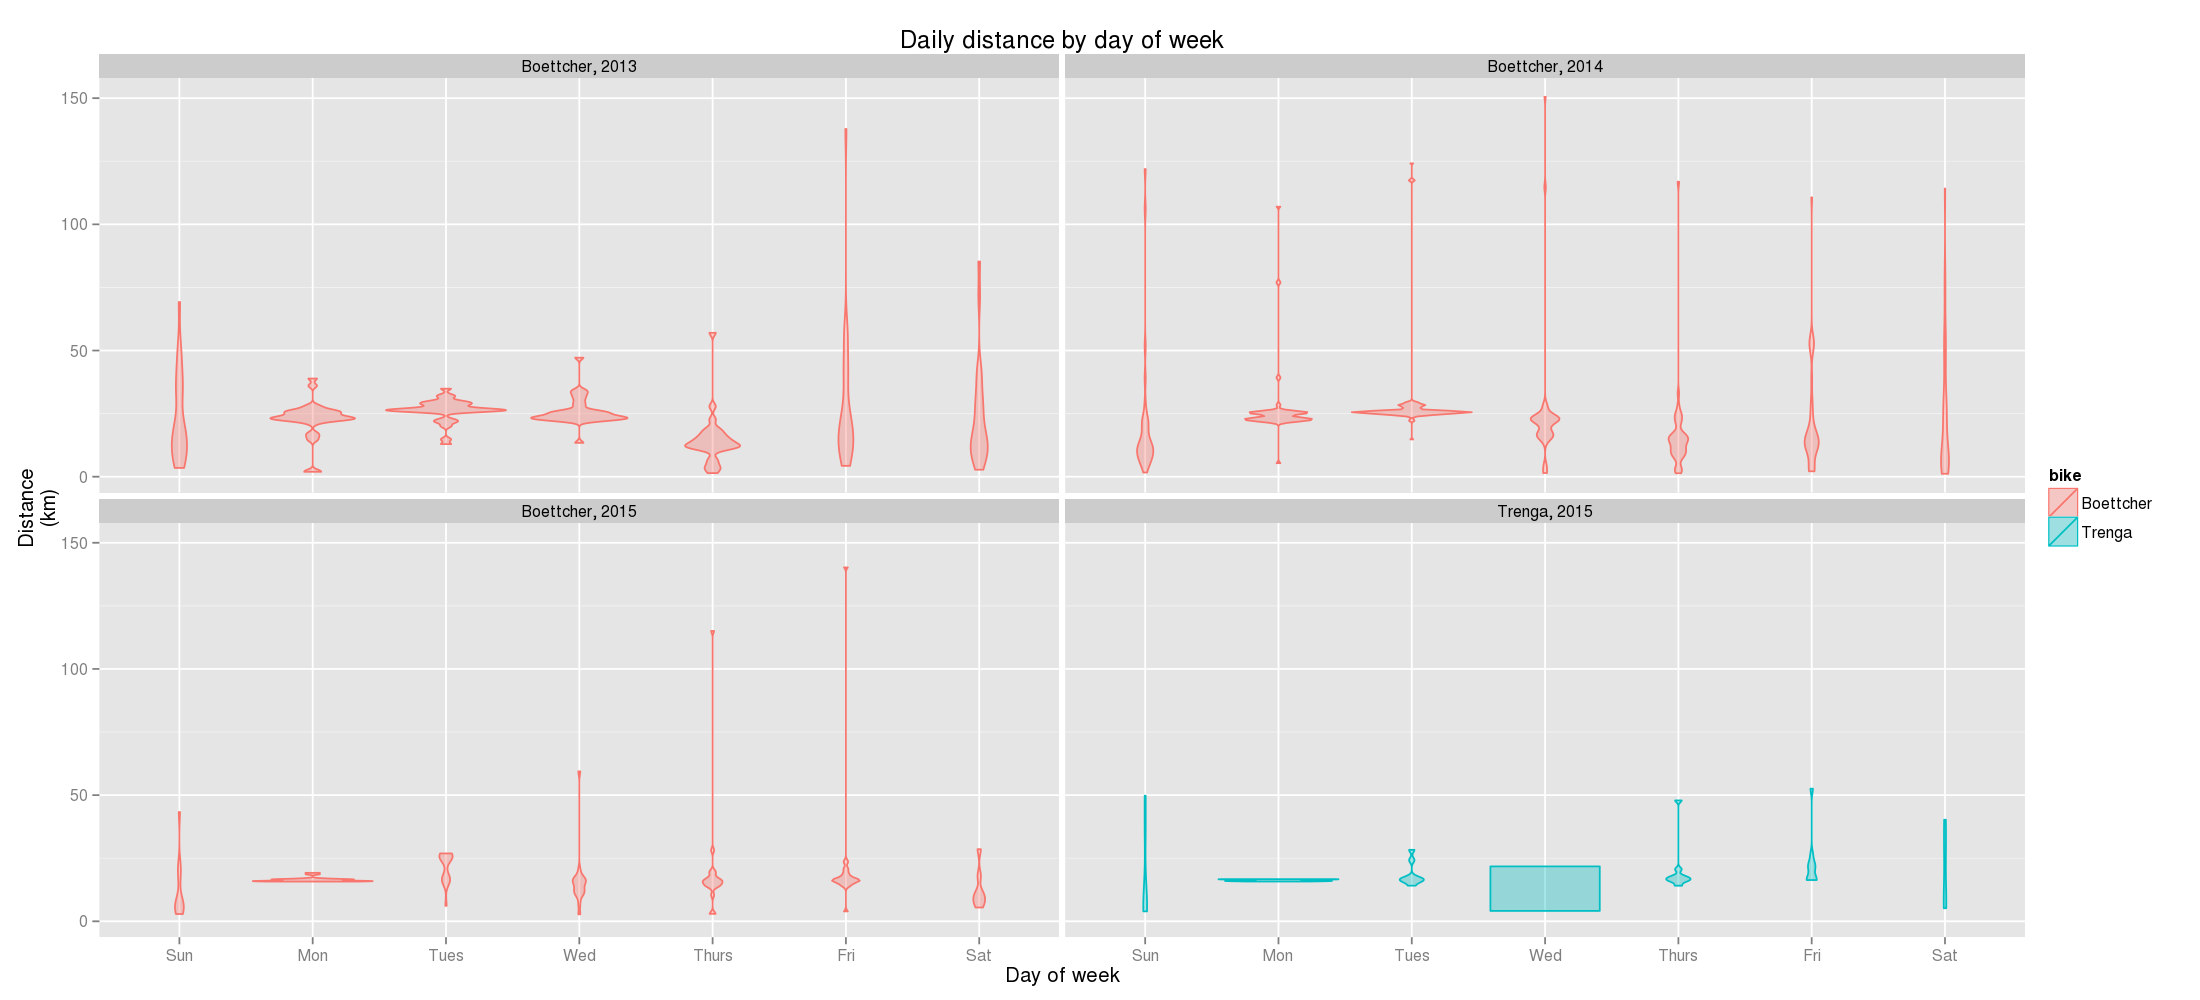 Daily distance by day of week
Boettcher, 2013
Boettcher, 2014
150
100
50
0
Boettcher, 2015
Trenga, 2015
150
100
50
0
Distance
(km)
Sun Mon Tues Wed Thurs Fri Sat
Sun Mon Tues Wed Thurs Fri Sat
Day of week
bike
Boettcher
Trenga